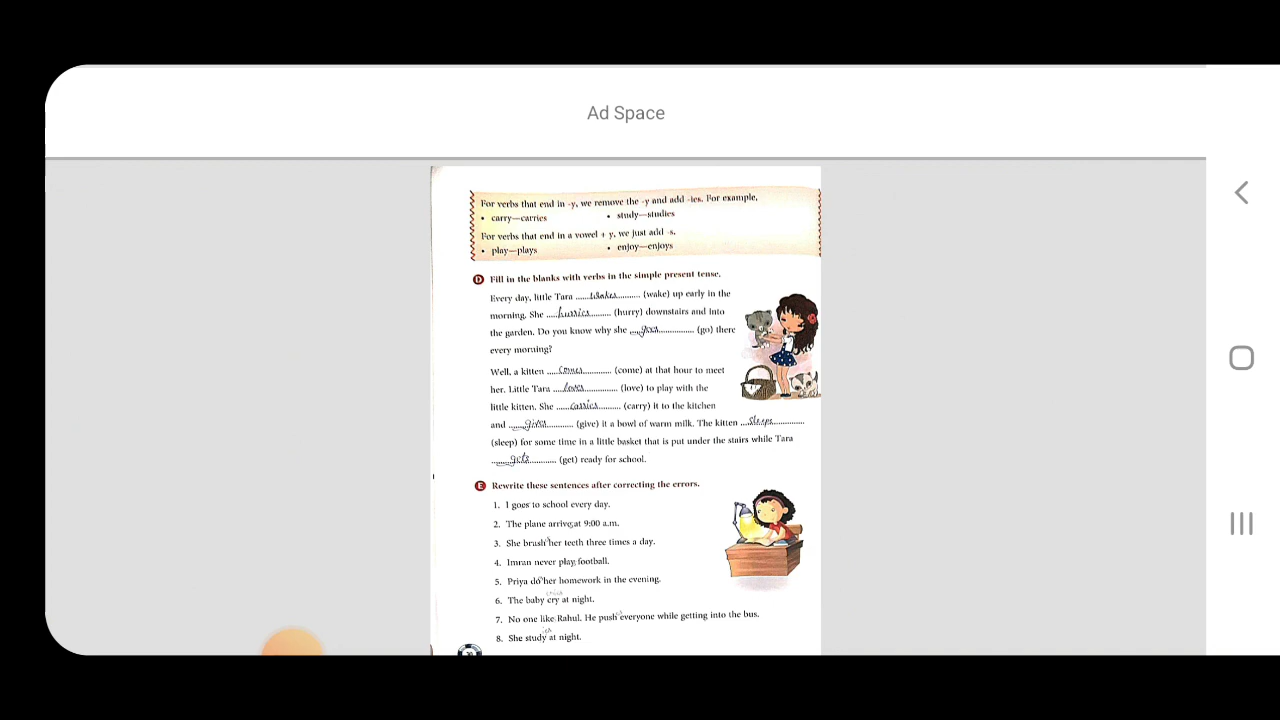 Ad Space
For verbs that end in -y, we remove the -y and add -ies. For example,
• carry—carries • study—studies
For verbs that end in a vowel + y, we just add -s.
• play—plays • enjoy—enjoys
D Fill in the blanks with verbs in the simple present tense.
Every day, little Tara ......wakes.......... (wake) up early in the
morning. She ....hurries.......... (hurry) downstairs and into
the garden. Do you know why she ....goes.............. (go) there
every morning?
Well, a kitten ....comes............ (come) at that hour to meet
her. Little Tara ....loves.............. (love) to play with the
little kitten. She .....carries.......... (carry) it to the kitchen
and .......gives............ (give) it a bowl of warm milk. The kitten ....sleeps.............
(sleep) for some time in a little basket that is put under the stairs while Tara
.......gets............ (get) ready for school.
E Rewrite these sentences after correcting the errors.
1. I goes to school every day.
2. The plane arrives at 9:00 a.m.
3. She brush her teeth three times a day.
4. Imran never play football.
5. Priya do her homework in the evening.
6. The baby cry at night.
7. No one like Rahul. He push es everyone while getting into the bus.
8. She study ies at night.